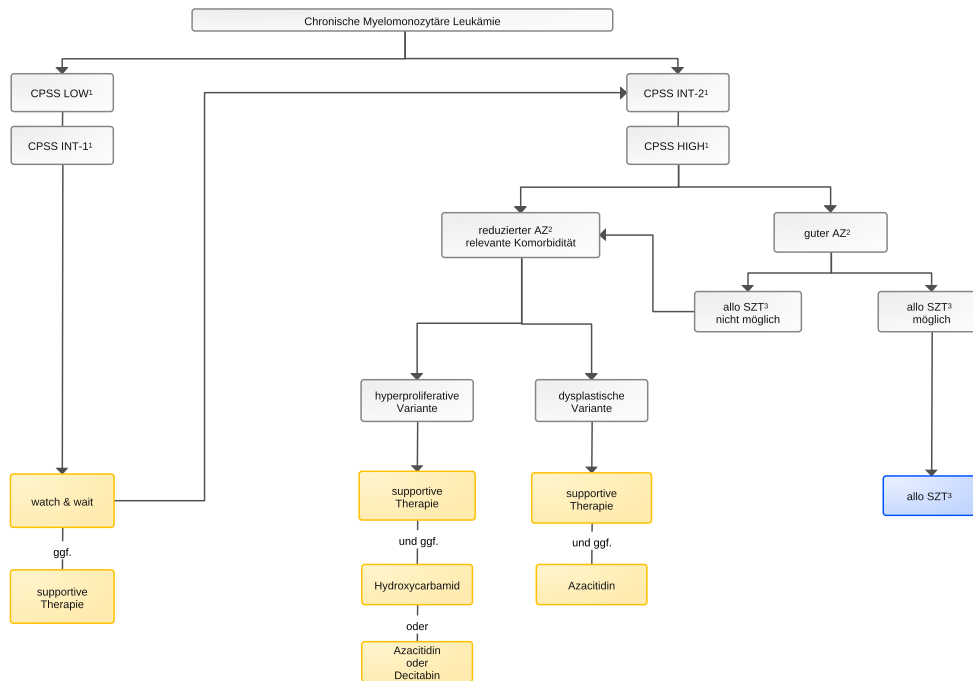 Chronische Myelomonozytäre Leukämie
CPSS LOW¹
CPSS INT-2¹
CPSS INT-1¹
CPSS HIGH¹
reduzierter AZ²
relevante Komorbidität
guter AZ²
allo SZT³
nicht möglich
allo SZT³
möglich
hyperproliferative
Variante
dysplastische
Variante
watch & wait
supportive
Therapie
supportive
Therapie
allo SZT³
ggf.
und ggf.
und ggf.
supportive
Therapie
Hydroxycarbamid
Azacitidin
oder
Azacitidin
oder
Decitabin